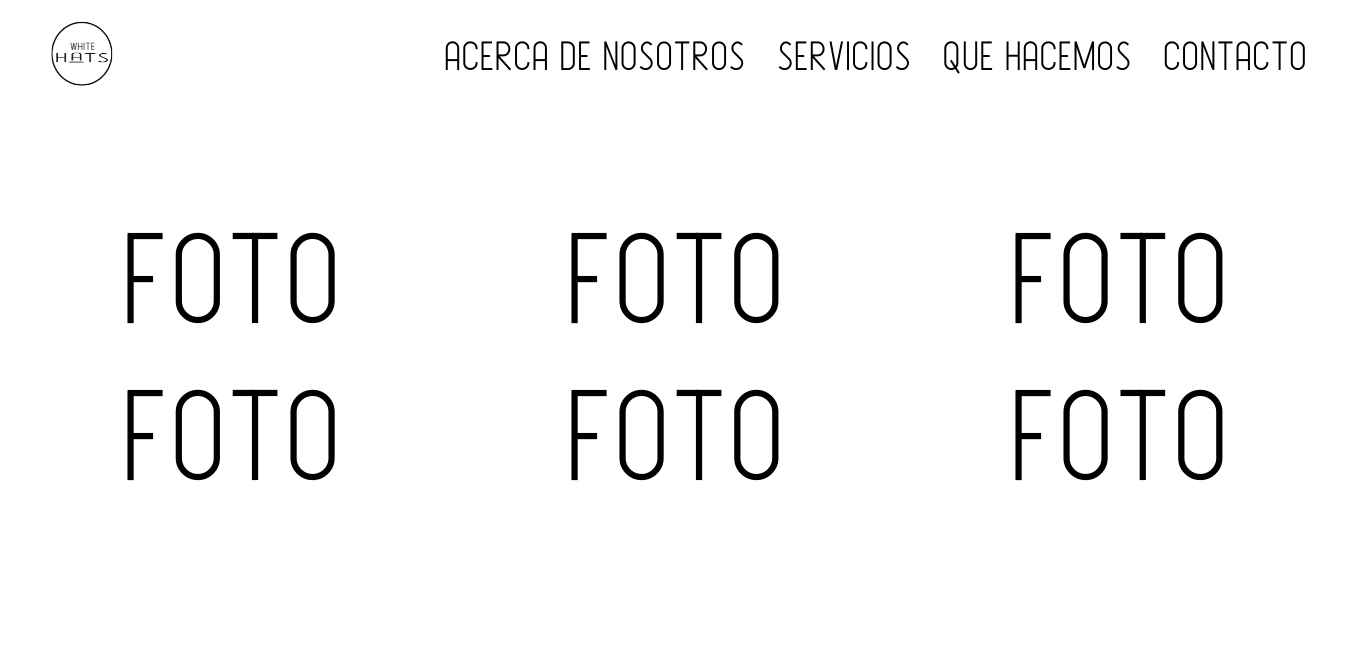 WHITE
HATS
ACERCA DE NOSOTROS SERVICIOS QUE HACEMOS CONTACTO
FOTO FOTO FOTO
FOTO FOTO FOTO